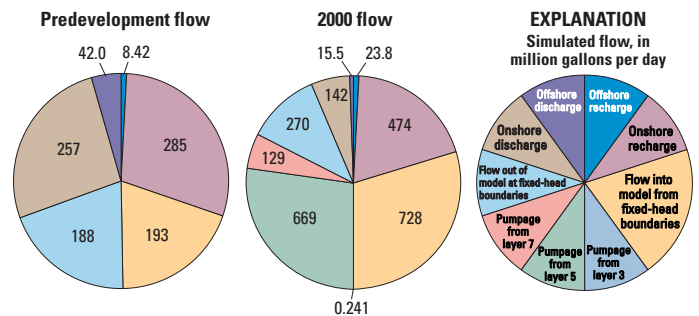 Predevelopment flow
42.0
8.42
257
285
188
193
2000 flow
15.5
23.8
142
474
270
129
669
728
0.241
EXPLANATION
Simulated flow, in
million gallons per day
Offshore
discharge
Offshore
recharge
Onshore
discharge
Onshore
recharge
Flow out of
model at fixed-head
boundaries
Flow into
model from
fixed-head
boundaries
Pumpage
from
layer 7
Pumpage
from
layer 5
Pumpage
from
layer 3